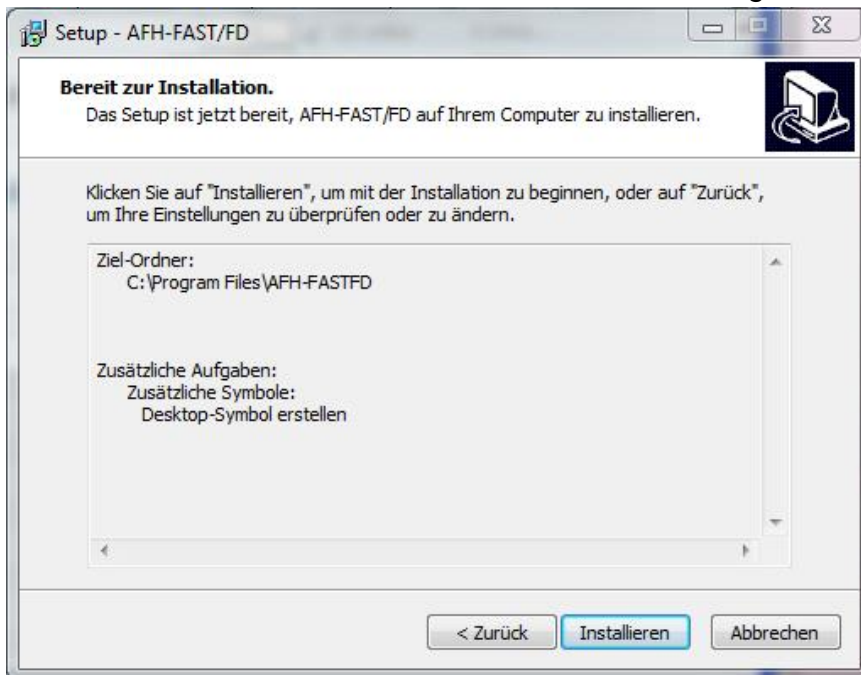 Setup - AFH-FAST/FD
Bereit zur Installation.
Das Setup ist jetzt bereit, AFH-FAST/FD auf Ihrem Computer zu installieren.
Klicken Sie auf "Installieren", um mit der Installation zu beginnen, oder auf "Zurück",
um Ihre Einstellungen zu überprüfen oder zu ändern.
Ziel-Ordner:
C:\Program Files\AFH-FASTFD
Zusätzliche Aufgaben:
Zusätzliche Symbole:
Desktop-Symbol erstellen
< Zurück
Installieren
Abbrechen